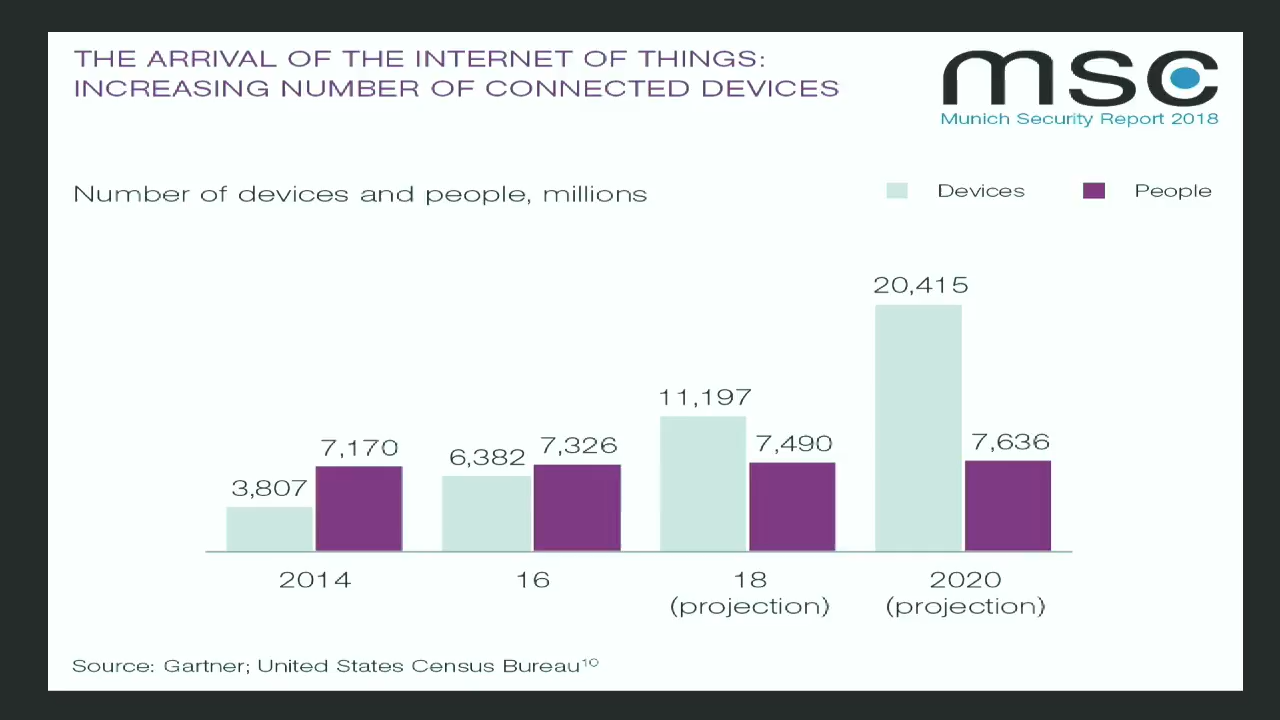 THE ARRIVAL OF THE INTERNET OF THINGS:
INCREASING NUMBER OF CONNECTED DEVICES
msc
Munich Security Report 2018
Number of devices and people, millions
Devices
People
20,415
11,197
7,170
6,382
7,326
7,490
7,636
3,807
2014
16
18
2020
(projection)
(projection)
Source: Gartner; United States Census Bureau¹⁰